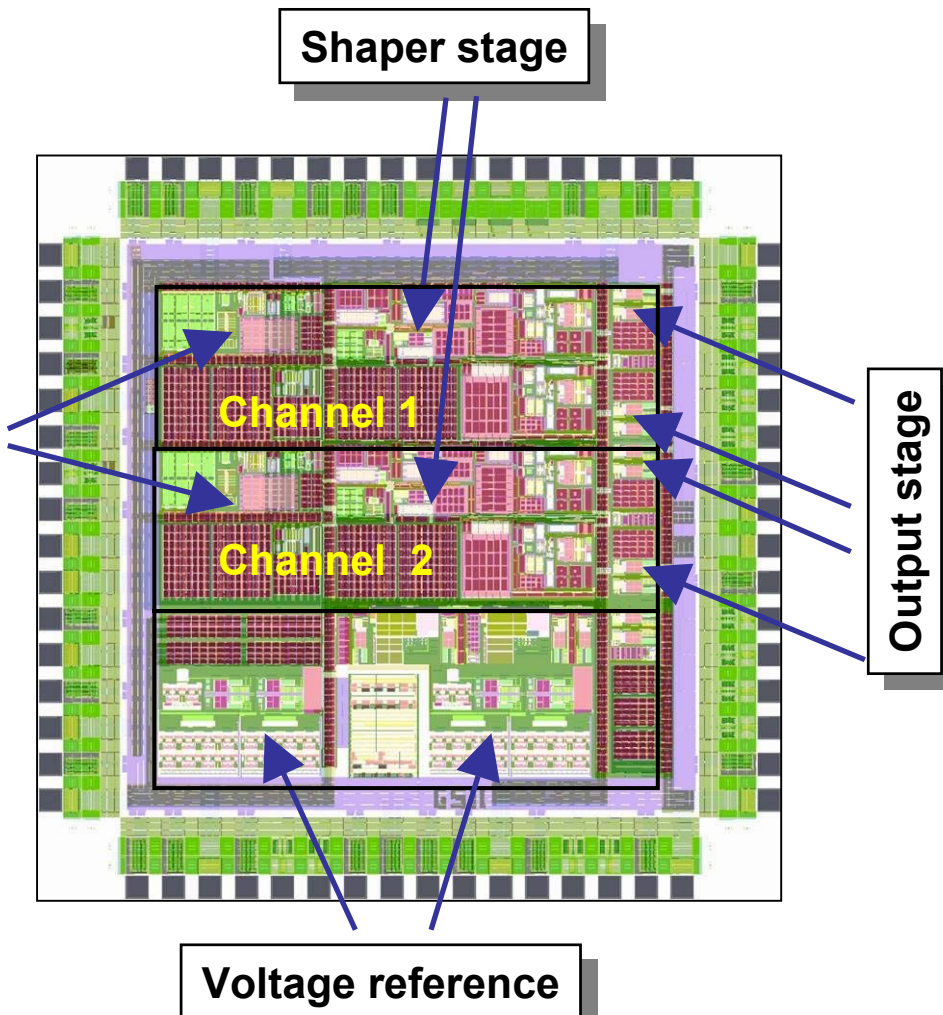 Shaper stage
Channel 1
Channel 2
Output stage
Voltage reference